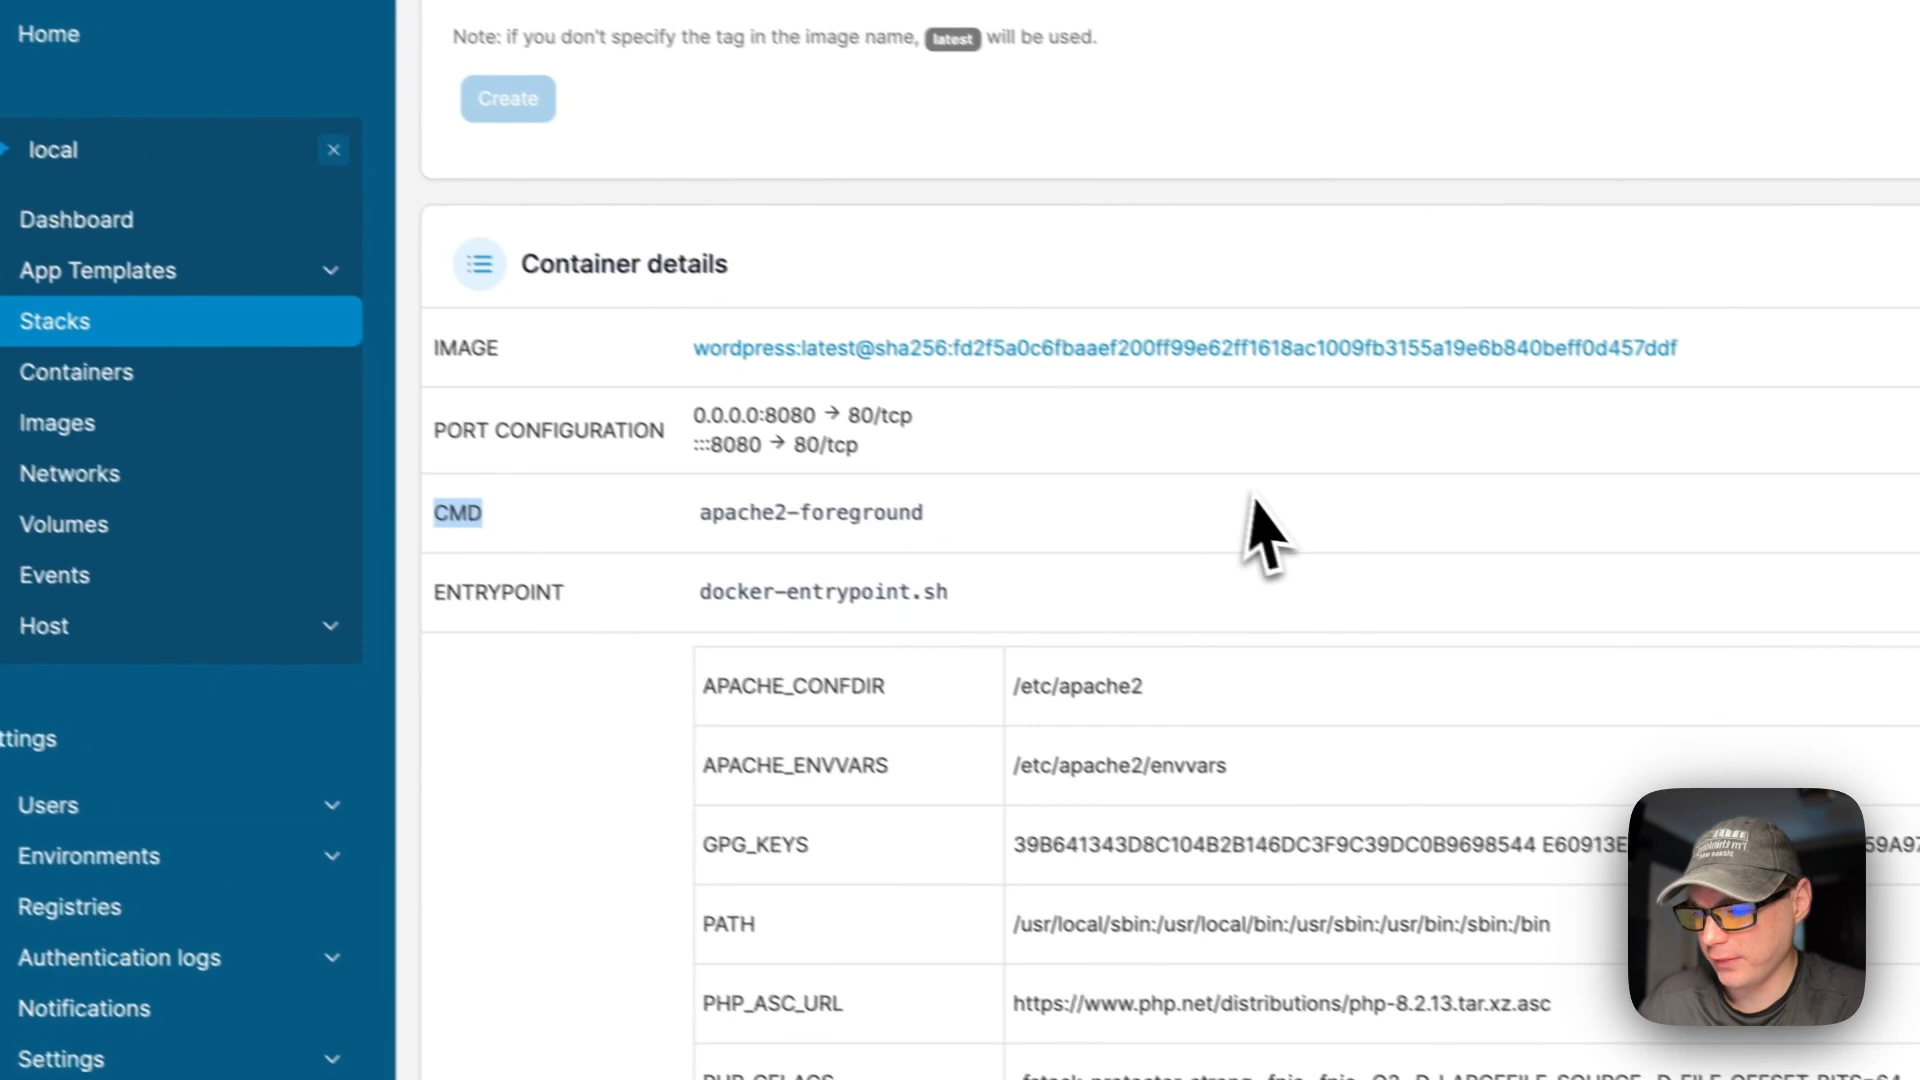 Home
local
Dashboard
App Templates
Stacks
Containers
Images
Networks
Volumes
Events
Host
ttings
Users
Environments
Registries
Authentication logs
Notifications
Settings
Note: if you don't specify the tag in the image name, latest will be used.
Create
Container details
IMAGE wordpress:latest@sha256:fd2f5a0c6fbaaef200ff99e62ff1618ac1009fb3155a19e6b840beff0d457ddf
PORT CONFIGURATION 0.0.0.0:8080 → 80/tcp
:::8080 → 80/tcp
CMD apache2-foreground
ENTRYPOINT docker-entrypoint.sh
APACHE_CONFDIR /etc/apache2
APACHE_ENVVARS /etc/apache2/envvars
GPG_KEYS 39B641343D8C104B2B146DC3F9C39DC0B9698544 E60913E 59A97
PATH /usr/local/sbin:/usr/local/bin:/usr/sbin:/usr/bin:/sbin:/bin
PHP_ASC_URL https://www.php.net/distributions/php-8.2.13.tar.xz.asc